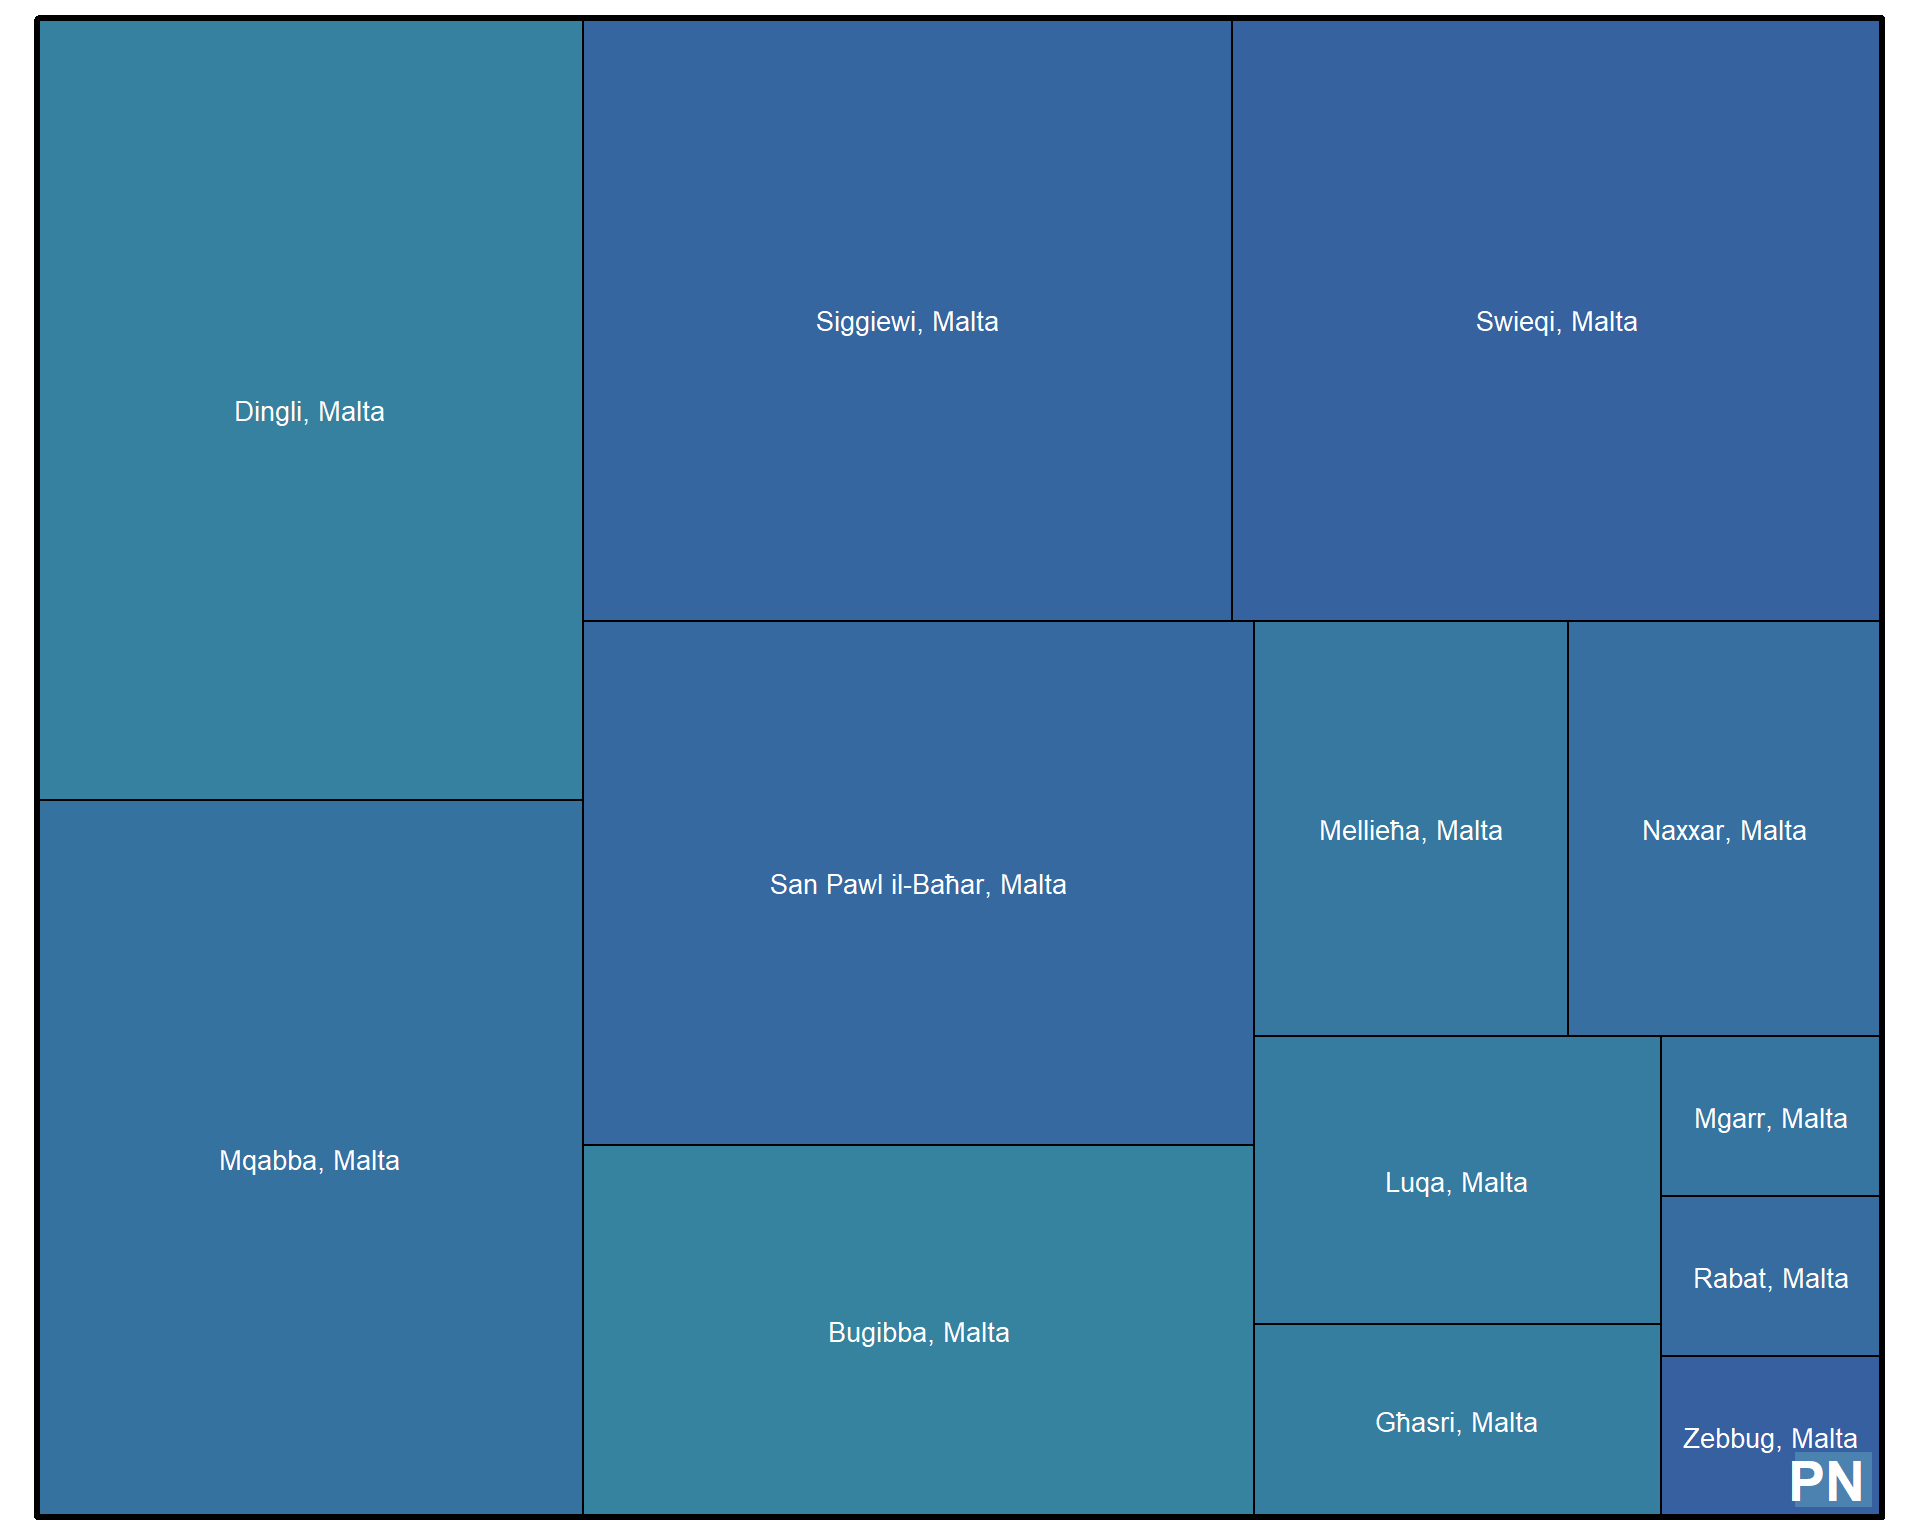 Siggiewi, Malta
Swieqi, Malta
Dingli, Malta
Mellieħa, Malta
Naxxar, Malta
San Pawl il-Baħar, Malta
Mgarr, Malta
Mqabba, Malta
Luqa, Malta
Rabat, Malta
Bugibba, Malta
Għasri, Malta
Zebbug, Malta
PN